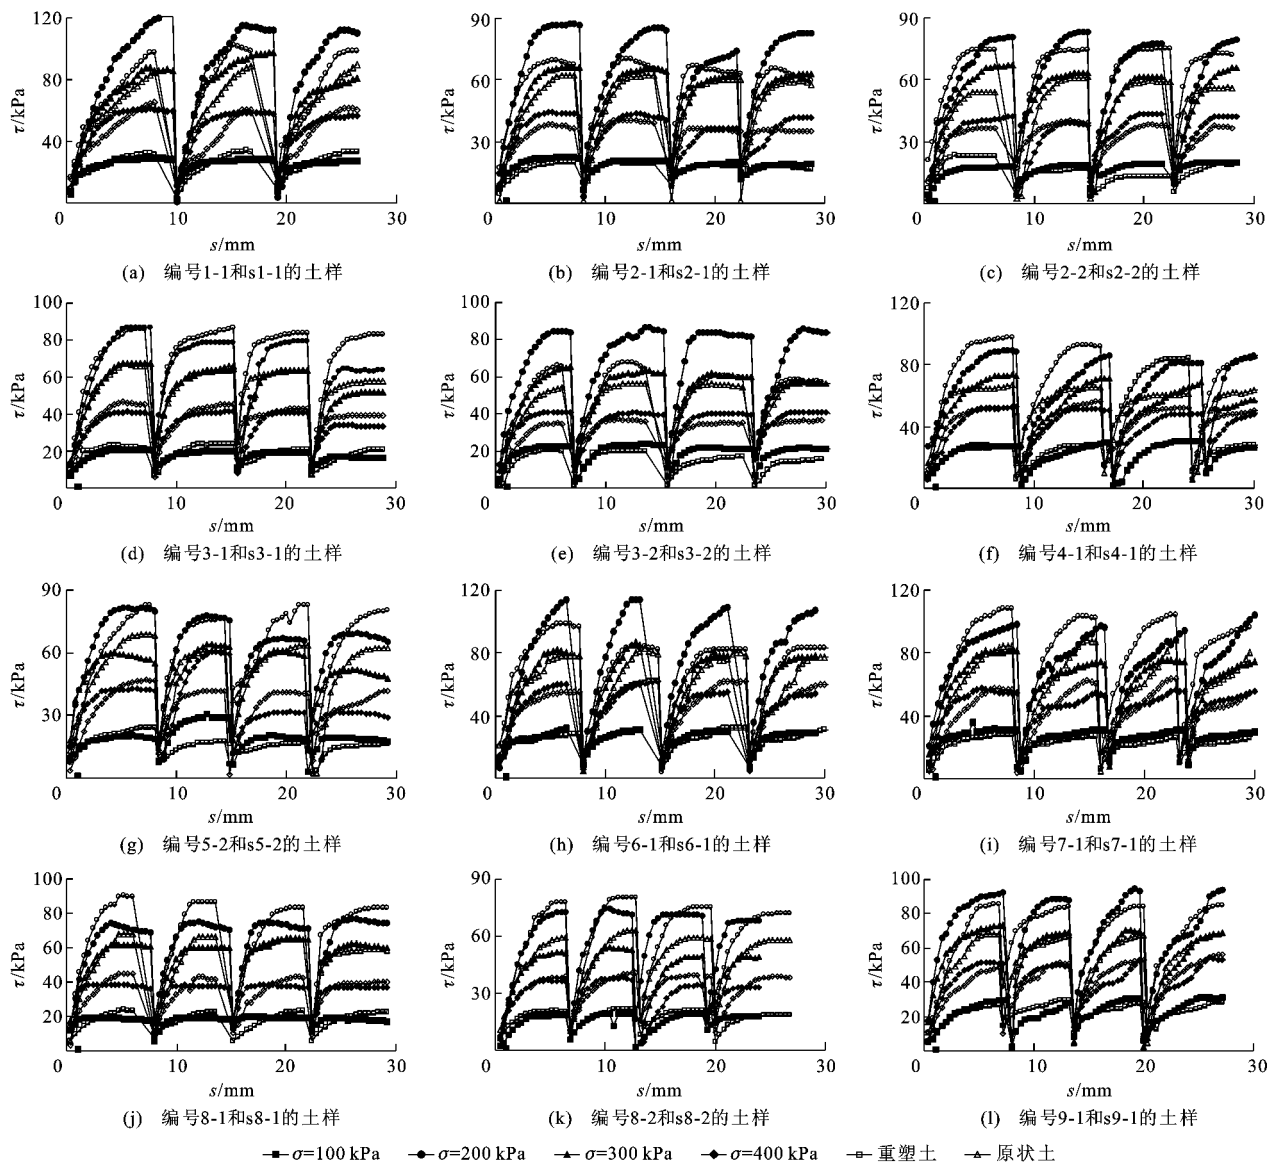 120
80
40
τ/kPa
0
10
20
30
s/mm
(a) 编号1-1和s1-1的土样
90
60
30
τ/kPa
0
10
20
30
s/mm
(b) 编号2-1和s2-1的土样
90
60
30
τ/kPa
0
10
20
30
s/mm
(c) 编号2-2和s2-2的土样
100
80
60
40
20
τ/kPa
0
10
20
30
s/mm
(d) 编号3-1和s3-1的土样
100
80
60
40
20
τ/kPa
0
10
20
30
s/mm
(e) 编号3-2和s3-2的土样
120
80
40
τ/kPa
0
10
20
30
s/mm
(f) 编号4-1和s4-1的土样
90
60
30
τ/kPa
0
10
20
30
s/mm
(g) 编号5-2和s5-2的土样
120
80
40
τ/kPa
0
10
20
30
s/mm
(h) 编号6-1和s6-1的土样
120
80
40
τ/kPa
0
10
20
30
s/mm
(i) 编号7-1和s7-1的土样
100
80
60
40
20
τ/kPa
0
10
20
30
s/mm
(j) 编号8-1和s8-1的土样
90
60
30
τ/kPa
0
10
20
30
s/mm
(k) 编号8-2和s8-2的土样
100
80
60
40
20
τ/kPa
0
10
20
30
s/mm
(l) 编号9-1和s9-1的土样
σ=100 kPa σ=200 kPa σ=300 kPa σ=400 kPa 重塑土 原状土